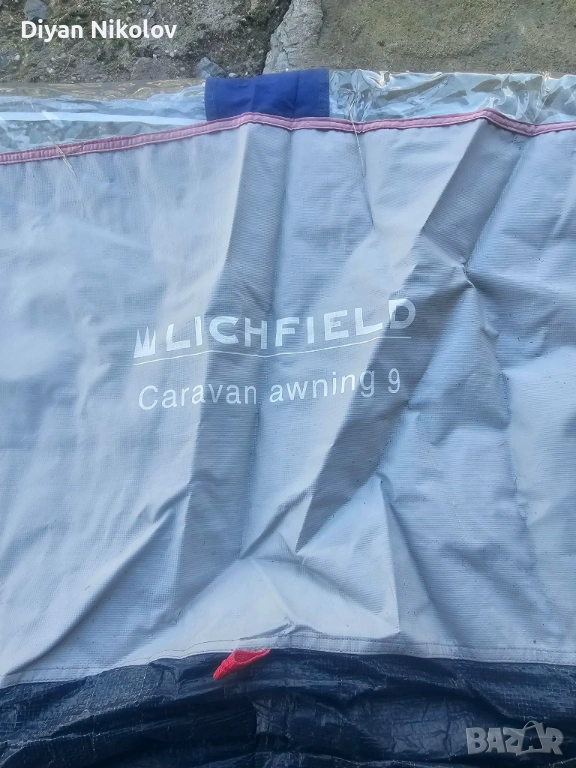 Diyan Nikolov
LICHFIELD
Caravan awning 9
BAZAR